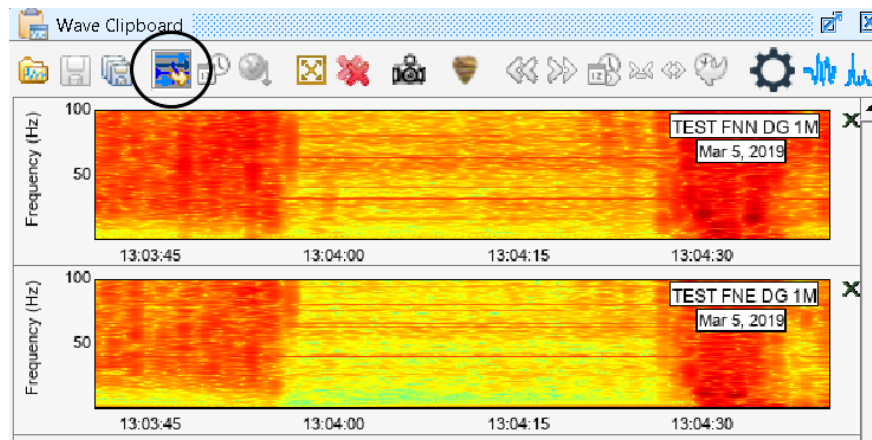 Wave Clipboard
100
TEST FNN DG 1M
Mar 5, 2019
Frequency (Hz)
50
13:03:45 13:04:00 13:04:15 13:04:30
100
TEST FNE DG 1M
Mar 5, 2019
Frequency (Hz)
50
13:03:45 13:04:00 13:04:15 13:04:30